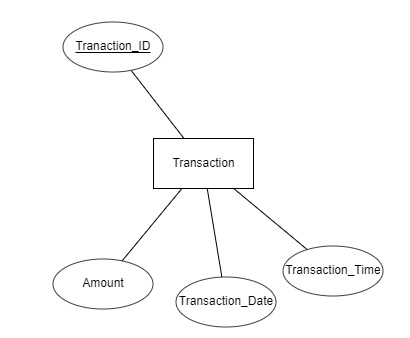 Tranaction_ID
Transaction
Amount
Transaction_Date
Transaction_Time